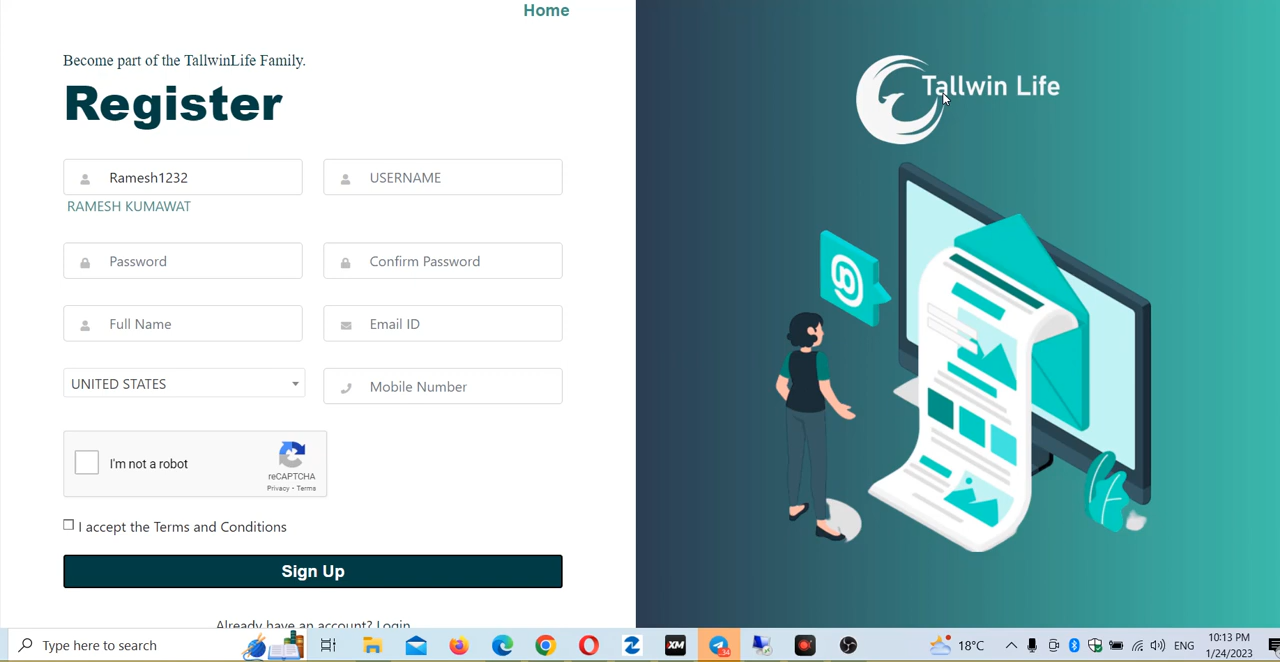 Home
Become part of the TallwinLife Family.
Register
Ramesh1232
USERNAME
RAMESH KUMAWAT
Password
Confirm Password
Full Name
Email ID
UNITED STATES
Mobile Number
I'm not a robot
reCAPTCHA
Privacy - Terms
I accept the Terms and Conditions
Sign Up
Already have an account? Login
Tallwin Life
Type here to search
XM
34
18°C
ENG
10:13 PM
1/24/2023